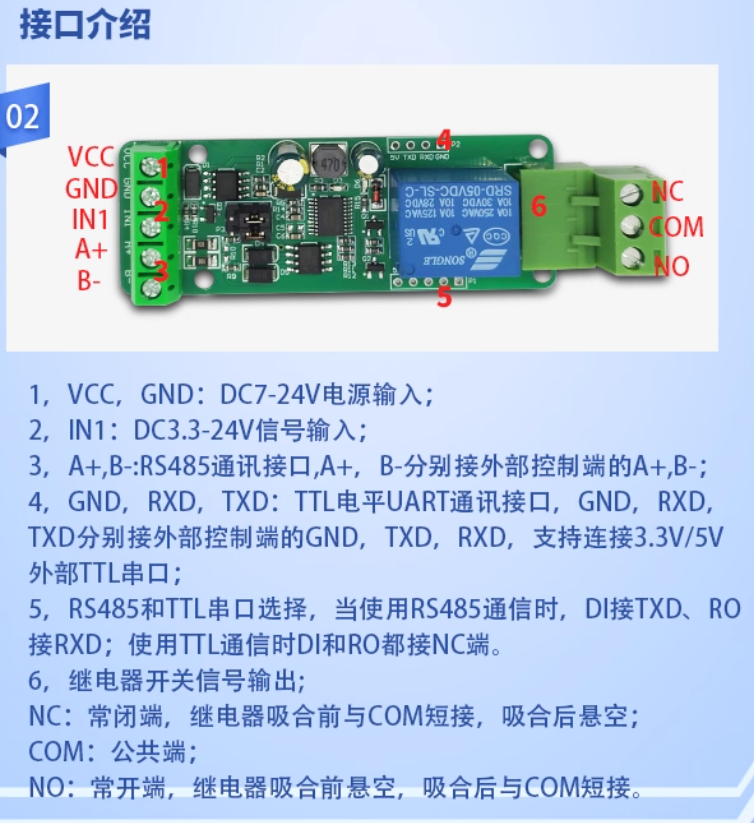 接口介绍
02
VCC
GND
IN1
A+
B-
1
2
3
4
5
6
NC
COM
NO
VCC
GND
IN1
A+
B-
5V TXD RXD GND
P2
470
SRD-05VDC-SL-C
10A 250VAC 10A 125VAC
10A 30VDC 10A 28VDC
CQC
SONGLE
P1
1，VCC，GND：DC7-24V电源输入；
2，IN1：DC3.3-24V信号输入；
3，A+,B-:RS485通讯接口,A+，B-分别接外部控制端的A+,B-；
4，GND，RXD，TXD：TTL电平UART通讯接口，GND，RXD，
TXD分别接外部控制端的GND，TXD，RXD，支持连接3.3V/5V
外部TTL串口；
5，RS485和TTL串口选择，当使用RS485通信时，DI接TXD、RO
接RXD；使用TTL通信时DI和RO都接NC端。
6，继电器开关信号输出;
NC：常闭端，继电器吸合前与COM短接，吸合后悬空；
COM：公共端；
NO：常开端，继电器吸合前悬空，吸合后与COM短接。